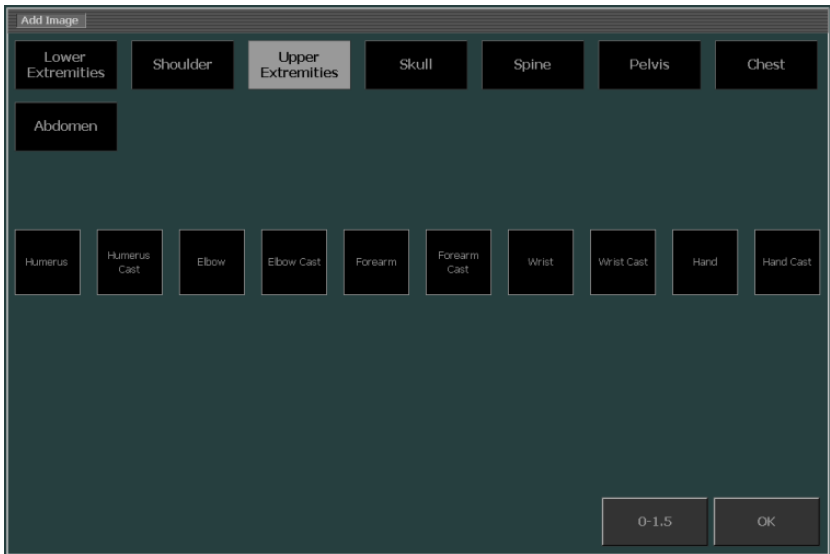 Add Image
Lower
Extremities
Shoulder
Upper
Extremities
Skull
Spine
Pelvis
Chest
Abdomen
Humerus
Humerus
Cast
Elbow
Elbow Cast
Forearm
Forearm
Cast
Wrist
Wrist Cast
Hand
Hand Cast
0-1.5
OK